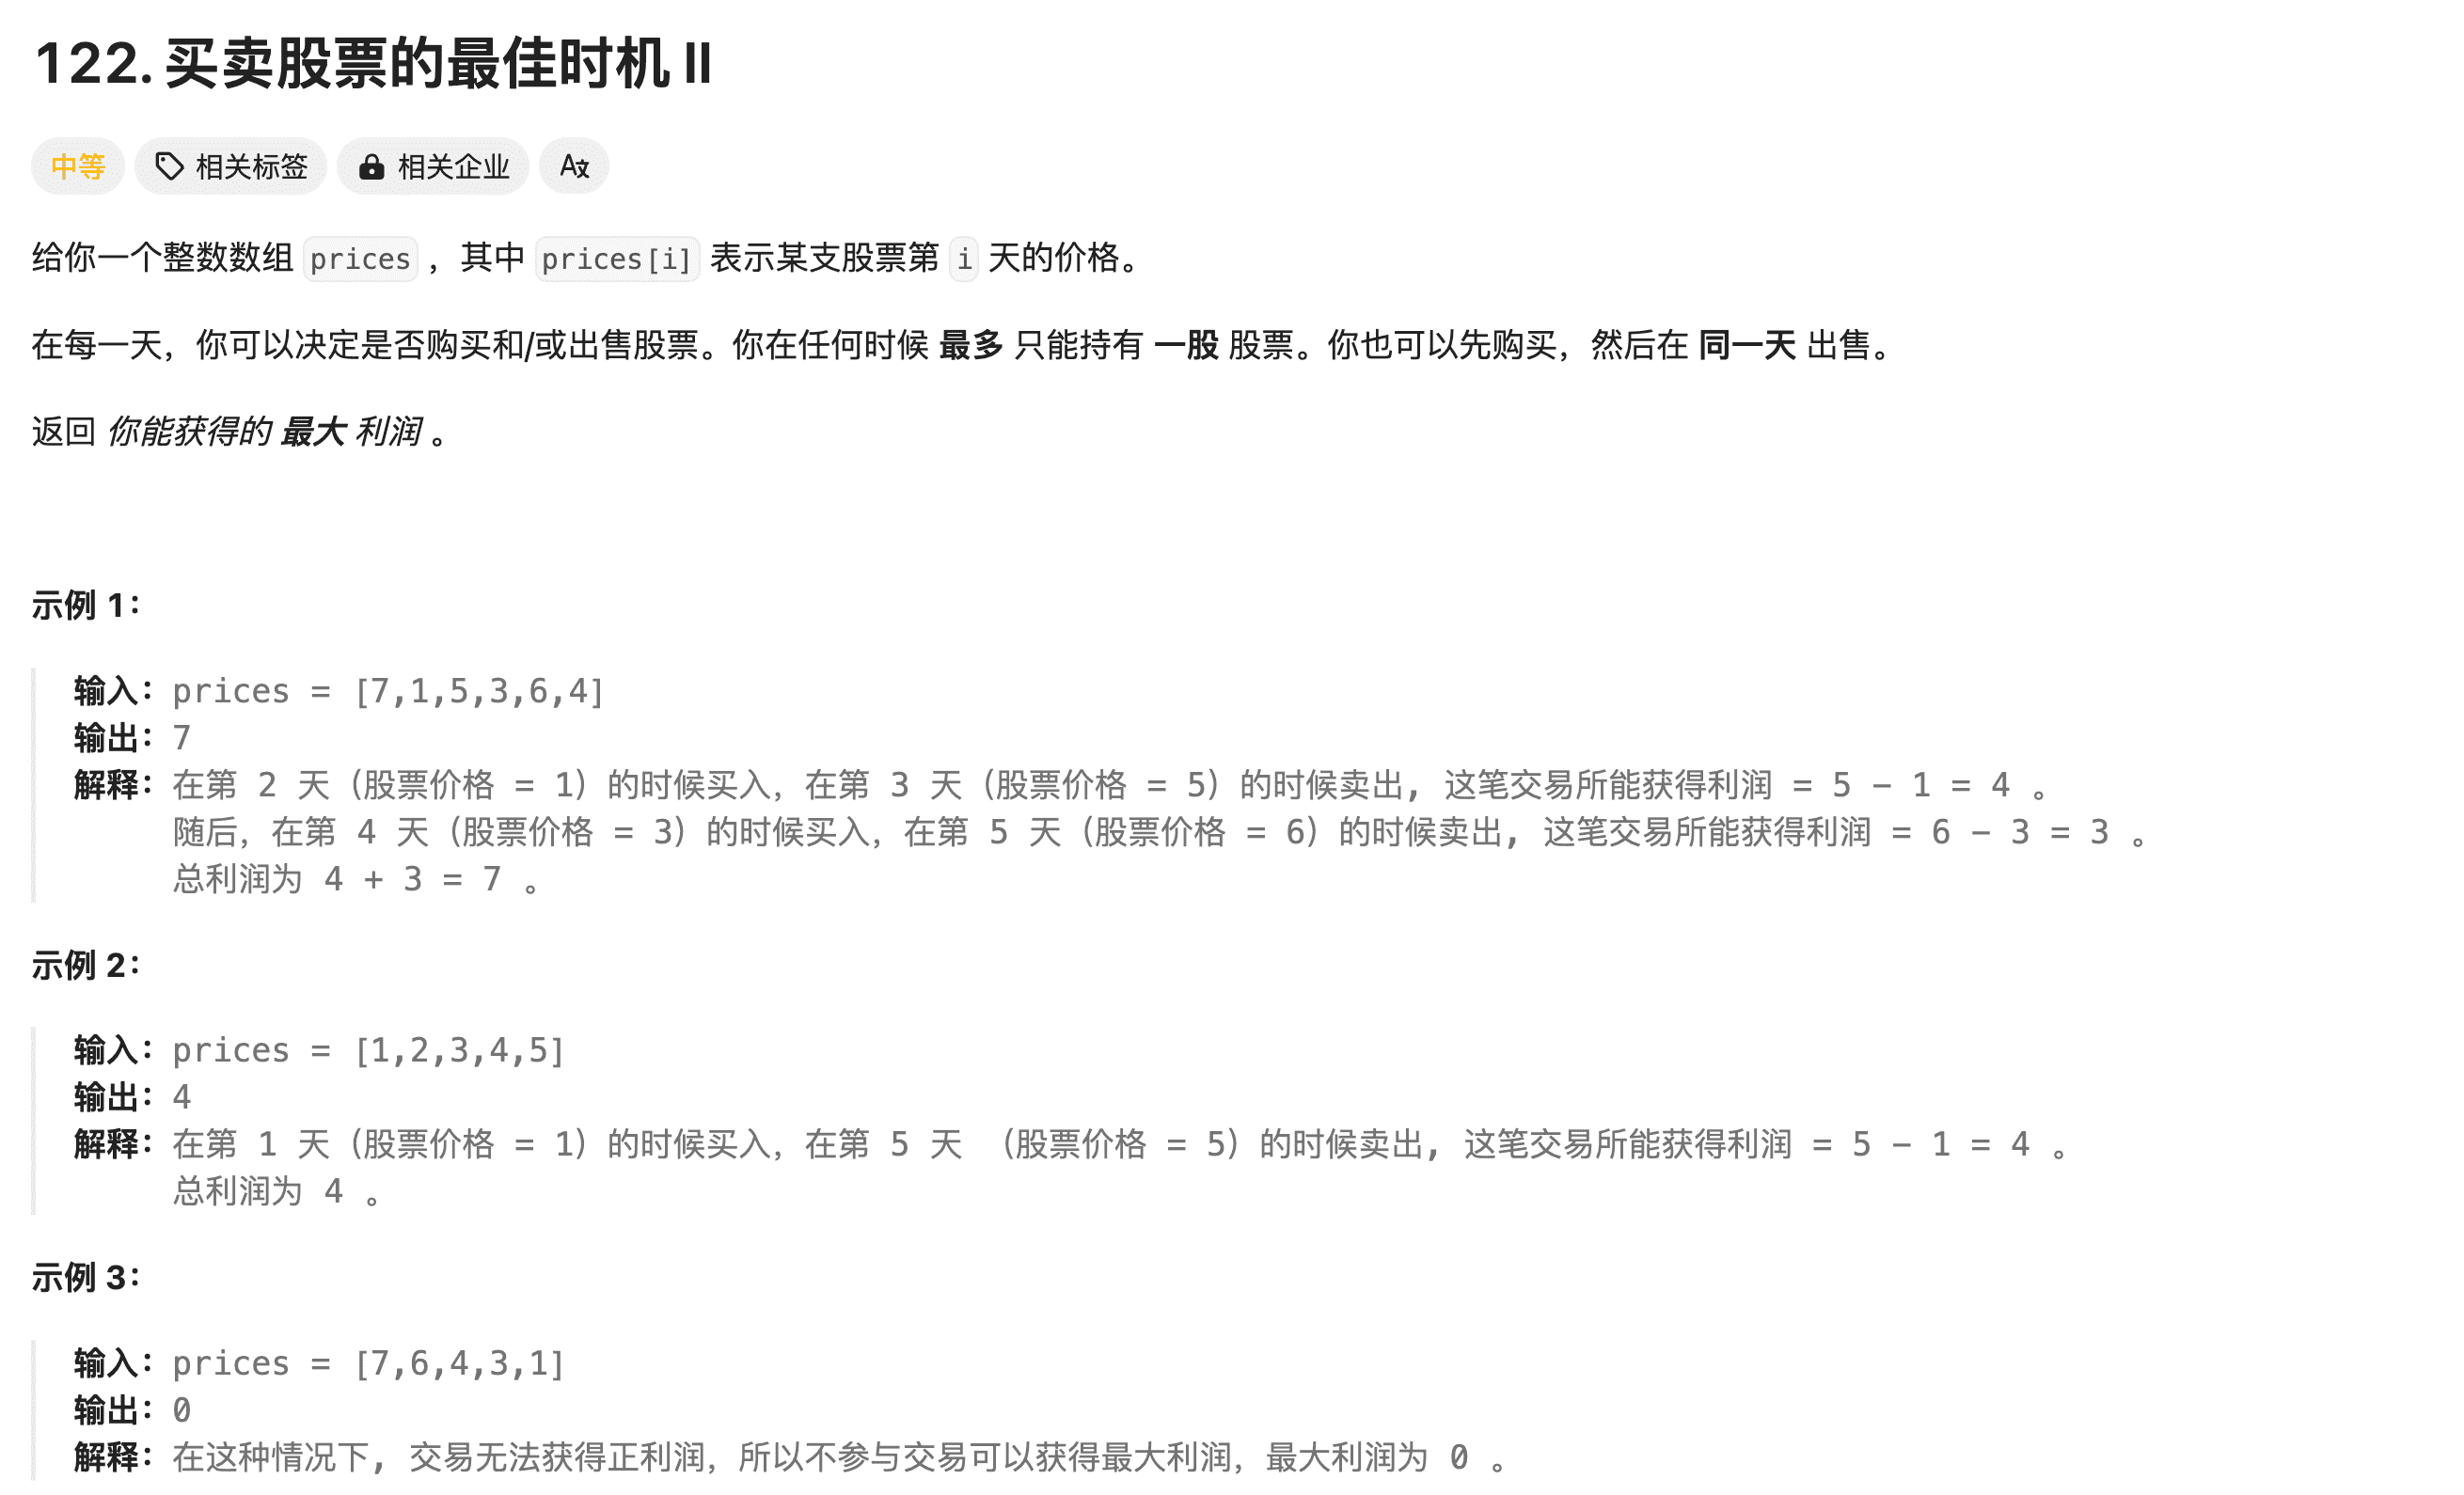 122. 买卖股票的最佳时机 II
中等 相关标签 相关企业 A文
给你一个整数数组 prices ，其中 prices[i] 表示某支股票第 i 天的价格。
在每一天，你可以决定是否购买和/或出售股票。你在任何时候 最多 只能持有 一股 股票。你也可以先购买，然后在 同一天 出售。
返回 你能获得的 最大 利润 。
示例 1：
输入：prices = [7,1,5,3,6,4]
输出：7
解释：在第 2 天（股票价格 = 1）的时候买入，在第 3 天（股票价格 = 5）的时候卖出, 这笔交易所能获得利润 = 5 - 1 = 4 。
随后，在第 4 天（股票价格 = 3）的时候买入，在第 5 天（股票价格 = 6）的时候卖出, 这笔交易所能获得利润 = 6 - 3 = 3 。
总利润为 4 + 3 = 7 。
示例 2：
输入：prices = [1,2,3,4,5]
输出：4
解释：在第 1 天（股票价格 = 1）的时候买入，在第 5 天 （股票价格 = 5）的时候卖出, 这笔交易所能获得利润 = 5 - 1 = 4 。
总利润为 4 。
示例 3：
输入：prices = [7,6,4,3,1]
输出：0
解释：在这种情况下, 交易无法获得正利润，所以不参与交易可以获得最大利润，最大利润为 0 。